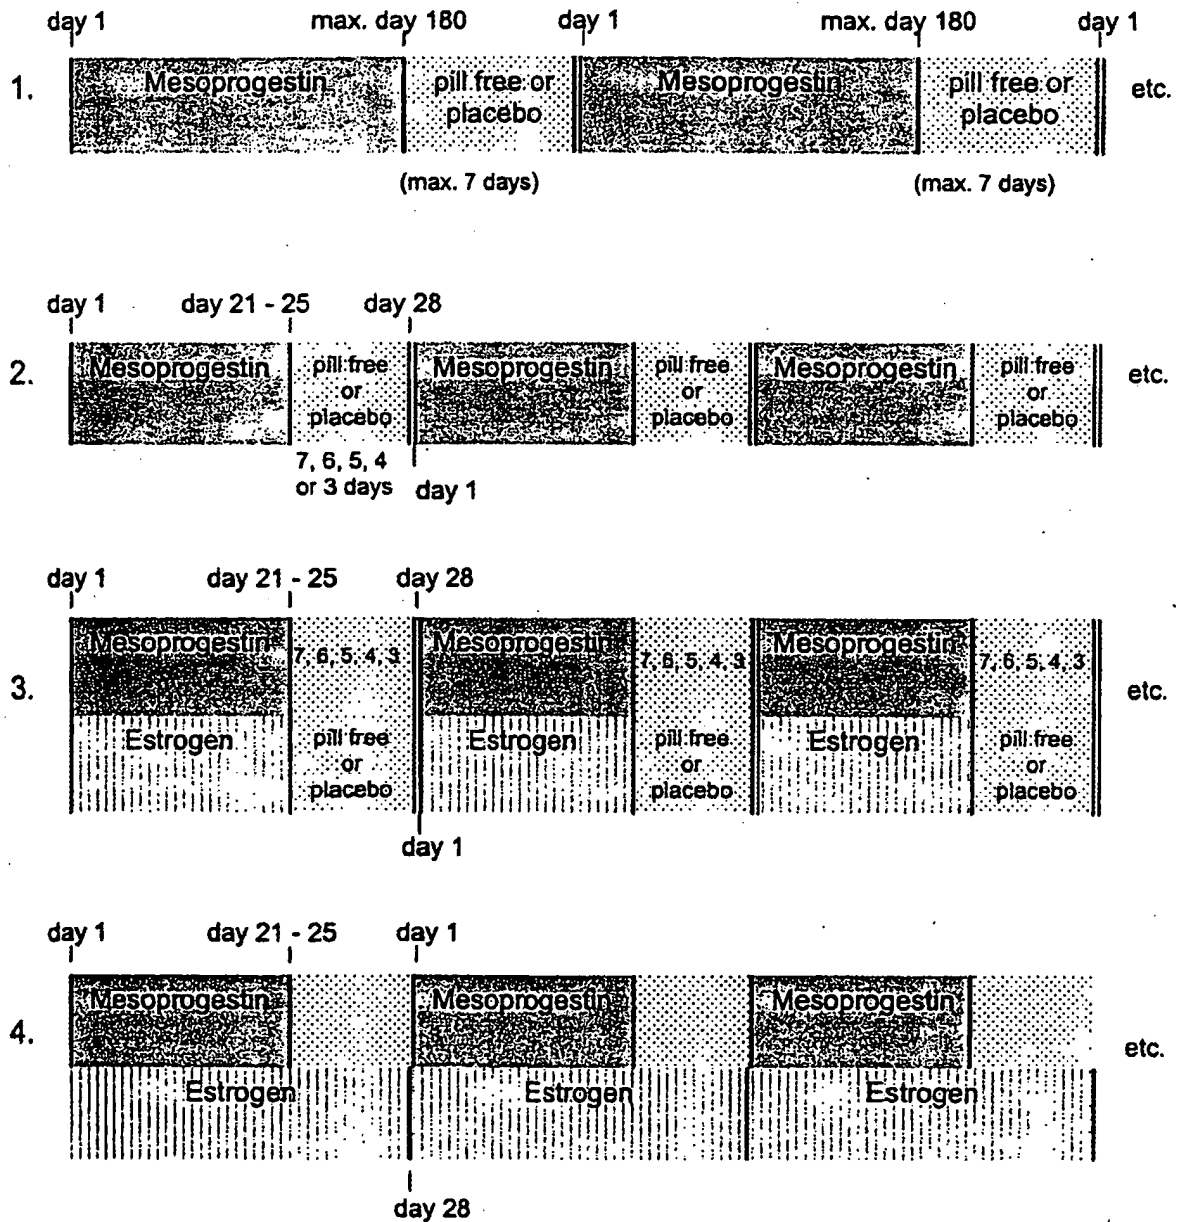 day 1 max. day 180 day 1 max. day 180 day 1
1. Mesoprogestin pill free or placebo Mesoprogestin pill free or placebo etc.
(max. 7 days) (max. 7 days)
day 1 day 21 - 25 day 28
2. Mesoprogestin pill free or placebo Mesoprogestin pill free or placebo Mesoprogestin pill free or placebo etc.
7, 6, 5, 4
or 3 days day 1
day 1 day 21 - 25 day 28
Mesoprogestin 7, 6, 5, 4, 3 Mesoprogestin 7, 6, 5, 4, 3 Mesoprogestin 7, 6, 5, 4, 3
3. etc.
Estrogen pill free or placebo Estrogen pill free or placebo Estrogen pill free or placebo
day 1
day 1 day 21 - 25 day 1
Mesoprogestin Mesoprogestin Mesoprogestin
4. etc.
Estrogen Estrogen Estrogen
day 28